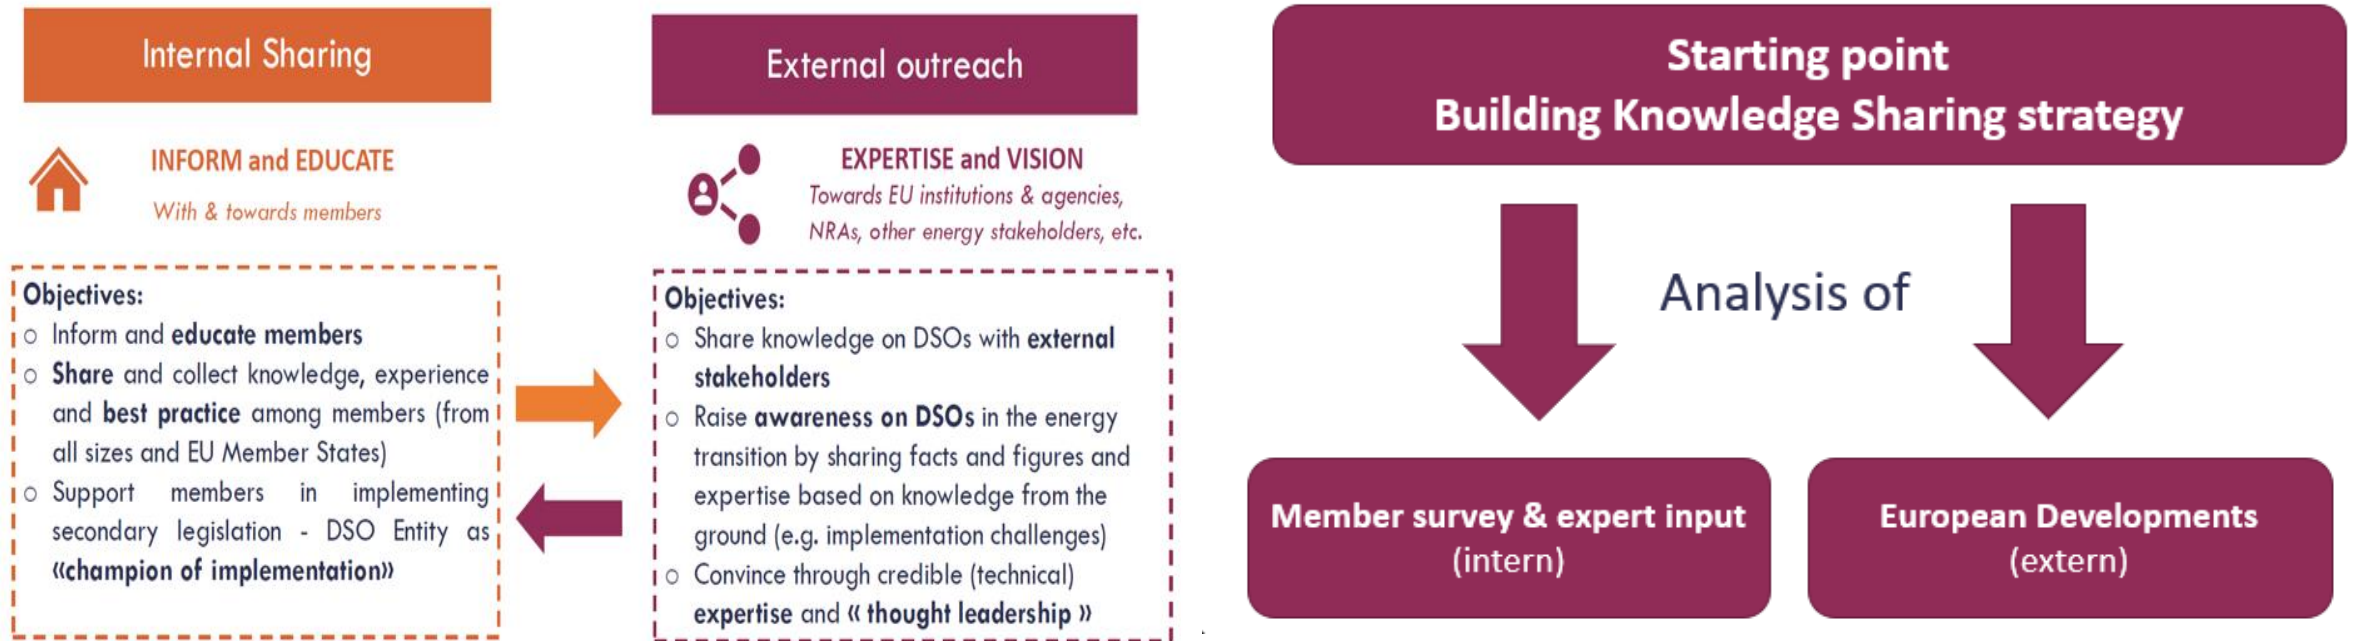 Internal Sharing
INFORM and EDUCATE
With & towards members
Objectives:
○ Inform and educate members
○ Share and collect knowledge, experience
and best practice among members (from
all sizes and EU Member States)
○ Support members in implementing
secondary legislation - DSO Entity as
«champion of implementation»
External outreach
EXPERTISE and VISION
Towards EU institutions & agencies,
NRAs, other energy stakeholders, etc.
Objectives:
○ Share knowledge on DSOs with external
stakeholders
○ Raise awareness on DSOs in the energy
transition by sharing facts and figures and
expertise based on knowledge from the
ground (e.g. implementation challenges)
○ Convince through credible (technical)
expertise and « thought leadership »
Starting point
Building Knowledge Sharing strategy
Analysis of
Member survey & expert input
(intern)
European Developments
(extern)